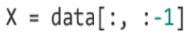 X = data[:, :-1]